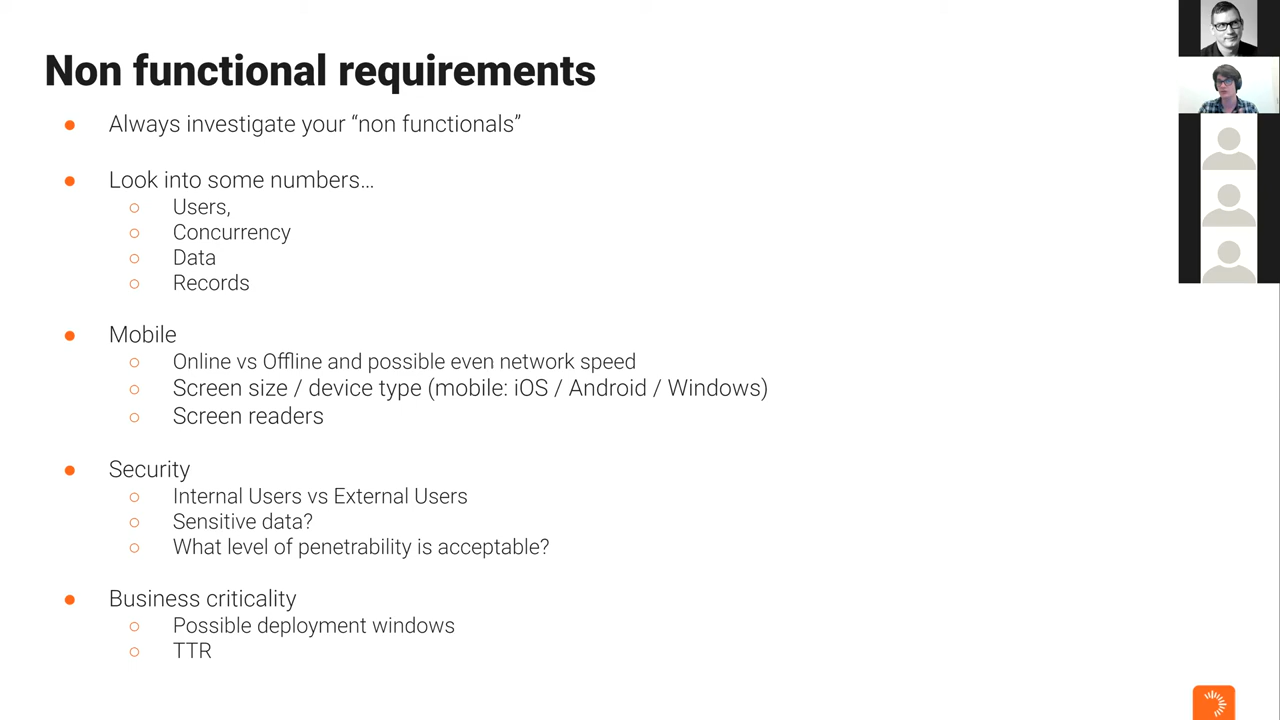 Non functional requirements
Always investigate your “non functionals”
Look into some numbers…
Users,
Concurrency
Data
Records
Mobile
Online vs Offline and possible even network speed
Screen size / device type (mobile: iOS / Android / Windows)
Screen readers
Security
Internal Users vs External Users
Sensitive data?
What level of penetrability is acceptable?
Business criticality
Possible deployment windows
TTR